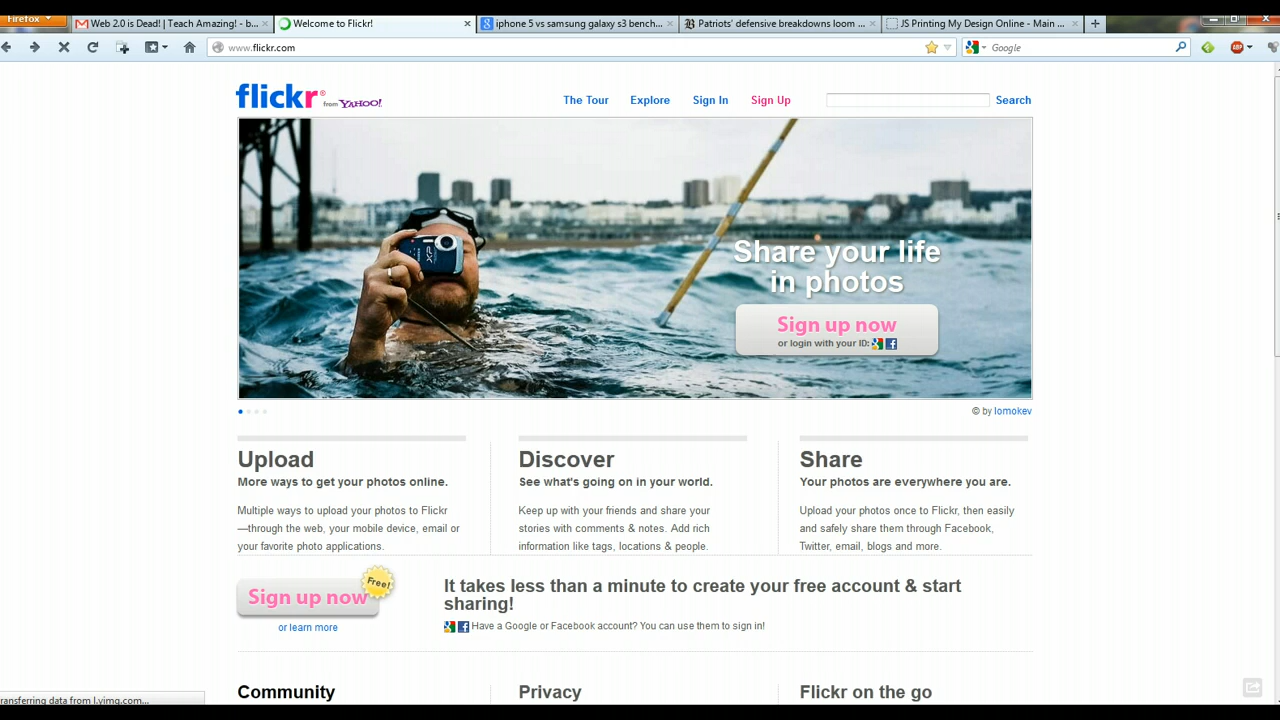 Firefox
Web 2.0 is Dead! | Teach Amazing! - b...
Welcome to Flickr!
iphone 5 vs samsung galaxy s3 bench...
Patriots' defensive breakdowns loom ...
JS Printing My Design Online - Main ...
www.flickr.com
Google
ABP
flickr® from YAHOO!
The Tour
Explore
Sign In
Sign Up
Search
XP
Share your life
in photos
Sign up now
or login with your ID:
© by lomokev
Upload
More ways to get your photos online.
Multiple ways to upload your photos to Flickr
—through the web, your mobile device, email or
your favorite photo applications.
Discover
See what's going on in your world.
Keep up with your friends and share your
stories with comments & notes. Add rich
information like tags, locations & people.
Share
Your photos are everywhere you are.
Upload your photos once to Flickr, then easily
and safely share them through Facebook,
Twitter, email, blogs and more.
Sign up now
Free!
or learn more
It takes less than a minute to create your free account & start
sharing!
Have a Google or Facebook account? You can use them to sign in!
Community
Privacy
Flickr on the go
ransferring data from l.yimg.com...